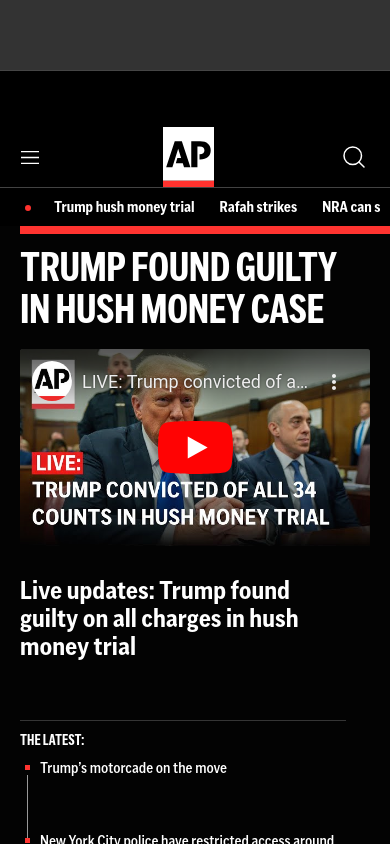 AP
Trump hush money trial
Rafah strikes
NRA can s
TRUMP FOUND GUILTY
IN HUSH MONEY CASE
AP
LIVE: Trump convicted of a...
LIVE:
TRUMP CONVICTED OF ALL 34
COUNTS IN HUSH MONEY TRIAL
Live updates: Trump found
guilty on all charges in hush
money trial
THE LATEST:
Trump’s motorcade on the move
New York City police have restricted access around